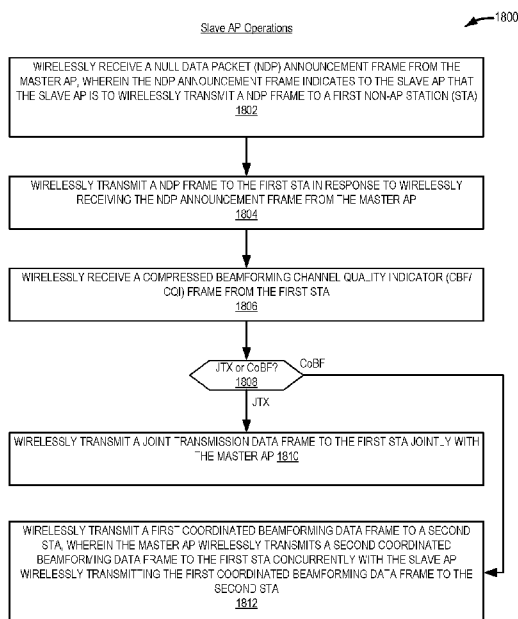 Slave AP Operations
1800
WIRELESSLY RECEIVE A NULL DATA PACKET (NDP) ANNOUNCEMENT FRAME FROM THE
MASTER AP, WHEREIN THE NDP ANNOUNCEMENT FRAME INDICATES TO THE SLAVE AP THAT
THE SLAVE AP IS TO WIRELESSLY TRANSMIT A NDP FRAME TO A FIRST NON-AP STATION (STA)
1802
WIRELESSLY TRANSMIT A NDP FRAME TO THE FIRST STA IN RESPONSE TO WIRELESSLY
RECEIVING THE NDP ANNOUNCEMENT FRAME FROM THE MASTER AP
1804
WIRELESSLY RECEIVE A COMPRESSED BEAMFORMING CHANNEL QUALITY INDICATOR (CBF/
CQI) FRAME FROM THE FIRST STA
1806
JTX or CoBF?
1808
CoBF
JTX
WIRELESSLY TRANSMIT A JOINT TRANSMISSION DATA FRAME TO THE FIRST STA JOINTLY WITH
THE MASTER AP 1810
WIRELESSLY TRANSMIT A FIRST COORDINATED BEAMFORMING DATA FRAME TO A SECOND
STA, WHEREIN THE MASTER AP WIRELESSLY TRANSMITS A SECOND COORDINATED
BEAMFORMING DATA FRAME TO THE FIRST STA CONCURRENTLY WITH THE SLAVE AP
WIRELESSLY TRANSMITTING THE FIRST COORDINATED BEAMFORMING DATA FRAME TO THE
SECOND STA
1812